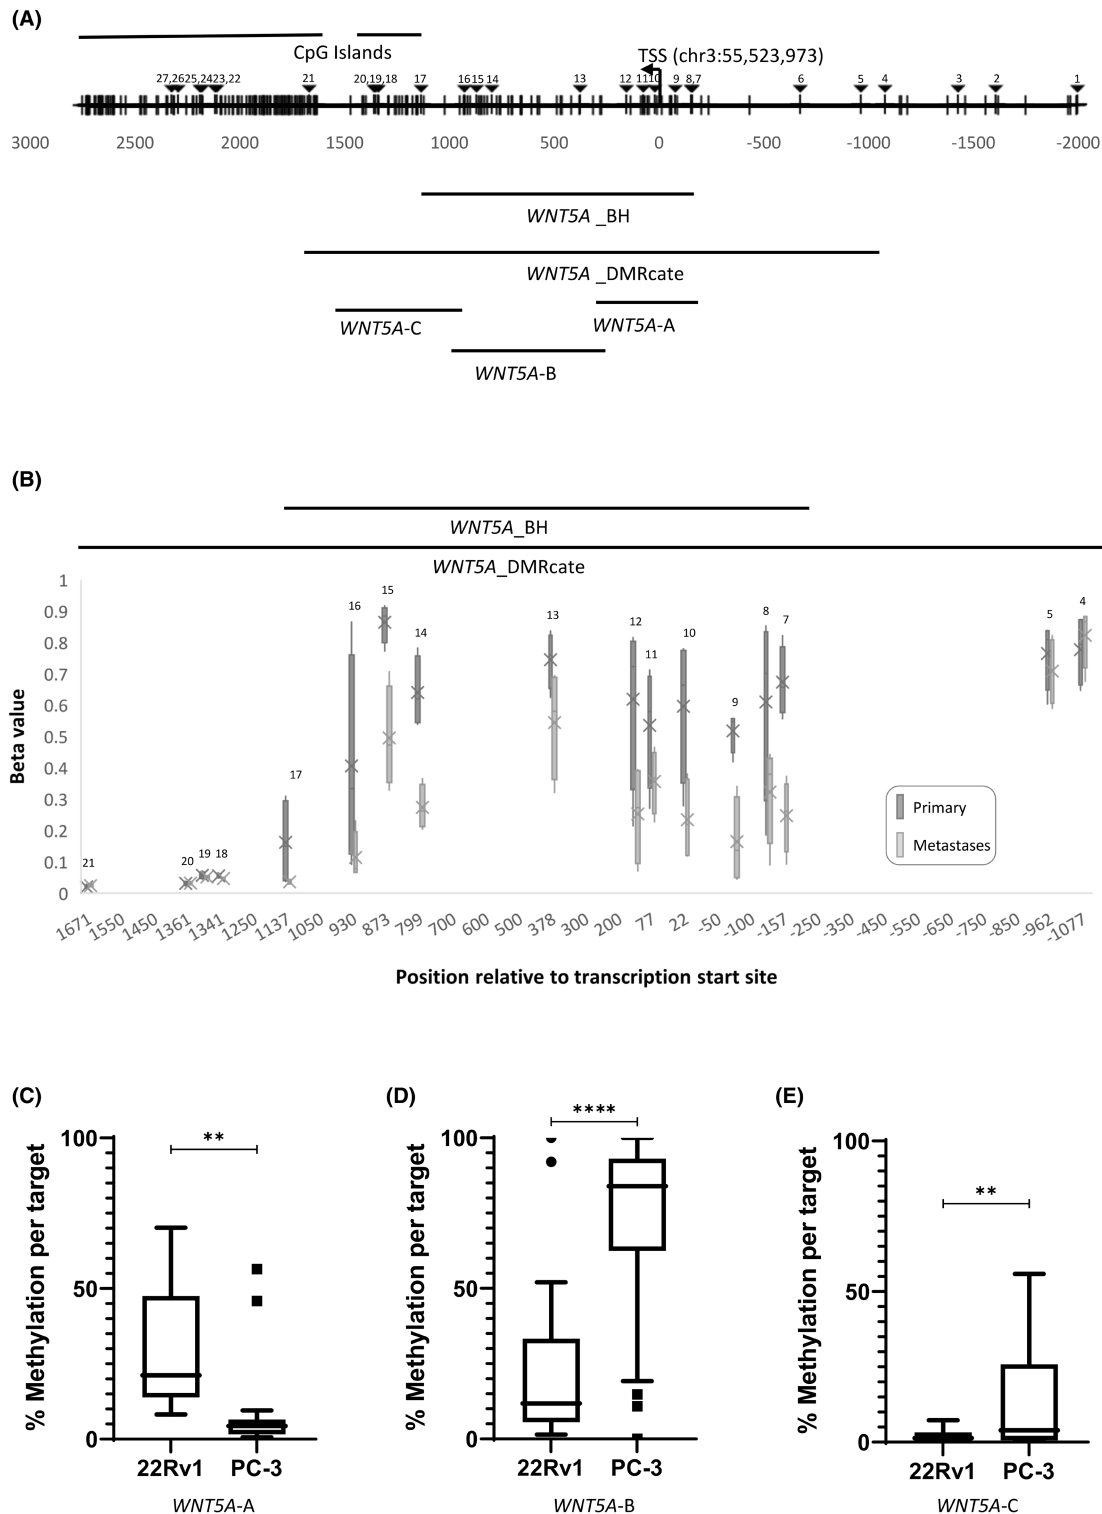 (A)
CpG Islands
TSS (chr3:55,523,973)
27,26 25,24 23,22 21 20,19,18 17 16 15 14 13 12 11 10 9 8,7 6 5 4 3 2 1
3000 2500 2000 1500 1000 500 0 -500 -1000 -1500 -2000
WNT5A _BH
WNT5A _DMRcate
WNT5A-C
WNT5A-A
WNT5A-B
(B)
WNT5A_BH
WNT5A_DMRcate
Beta value
1
0.9
0.8
0.7
0.6
0.5
0.4
0.3
0.2
0.1
0
21 20 19 18 17 16 15 14 13 12 11 10 9 8 7 5 4
Primary
Metastases
1671 1550 1450 1361 1341 1250 1137 1050 930 873 799 700 600 500 378 300 200 77 22 -50 -100 -157 -250 -350 -450 -550 -650 -750 -850 -962 -1077
Position relative to transcription start site
(C)
% Methylation per target
100
50
0
**
22Rv1 PC-3
WNT5A-A
(D)
% Methylation per target
100
50
0
****
22Rv1 PC-3
WNT5A-B
(E)
% Methylation per target
100
50
0
**
22Rv1 PC-3
WNT5A-C